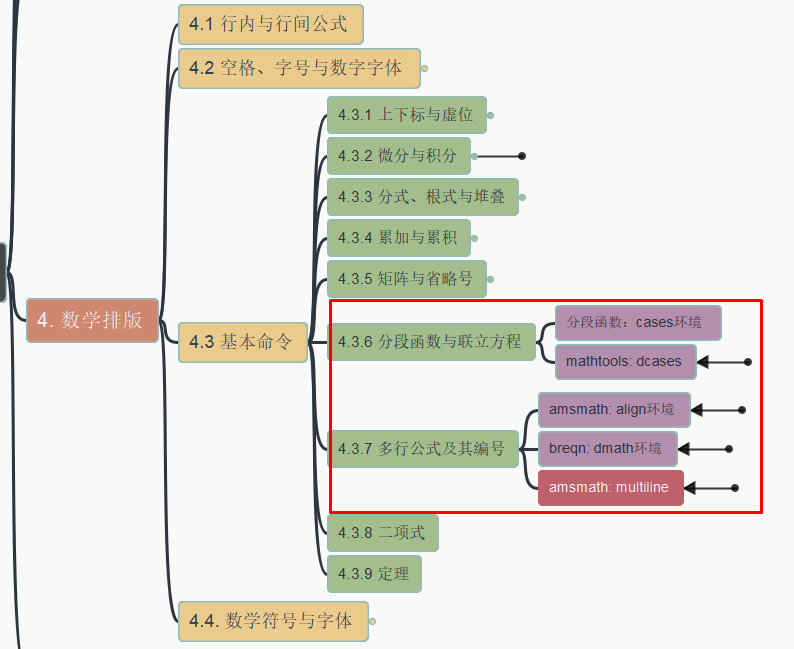 4.1 行内与行间公式
4.2 空格、字号与数字字体
4.3.1 上下标与虚位
4.3.2 微分与积分
4.3.3 分式、根式与堆叠
4.3.4 累加与累积
4.3.5 矩阵与省略号
4. 数学排版
4.3 基本命令
4.3.6 分段函数与联立方程
分段函数：cases环境
mathtools: dcases
4.3.7 多行公式及其编号
amsmath: align环境
breqn: dmath环境
amsmath: multiline
4.3.8 二项式
4.3.9 定理
4.4. 数学符号与字体